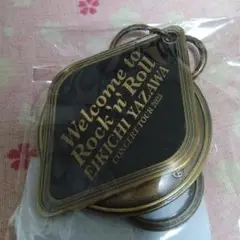 Welcome to
Rock'n'Roll
EIKICHI YAZAWA
CONCERT TOUR 2023